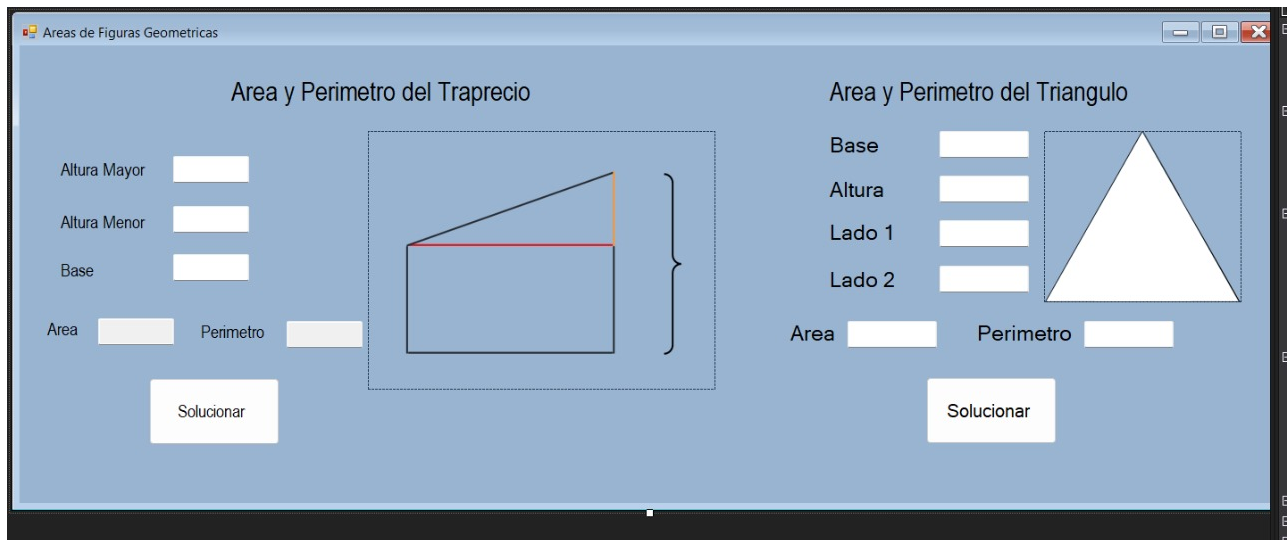 Areas de Figuras Geometricas
Area y Perimetro del Traprecio
Altura Mayor
Altura Menor
Base
Area
Perimetro
Solucionar
Area y Perimetro del Triangulo
Base
Altura
Lado 1
Lado 2
Area
Perimetro
Solucionar